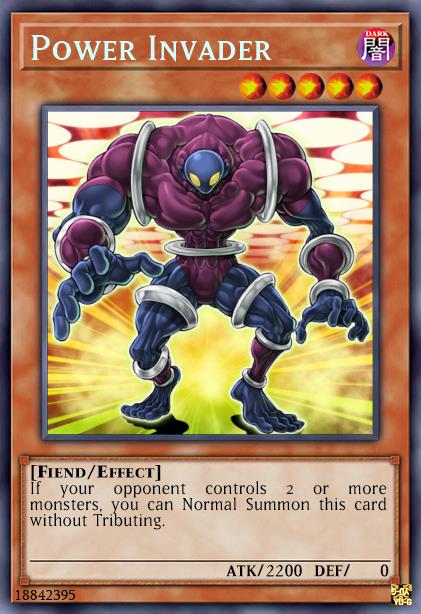 Power Invader
DARK
闇
[Fiend/Effect]
If your opponent controls 2 or more
monsters, you can Normal Summon this card
without Tributing.
ATK/2200 DEF/ 0
18842395